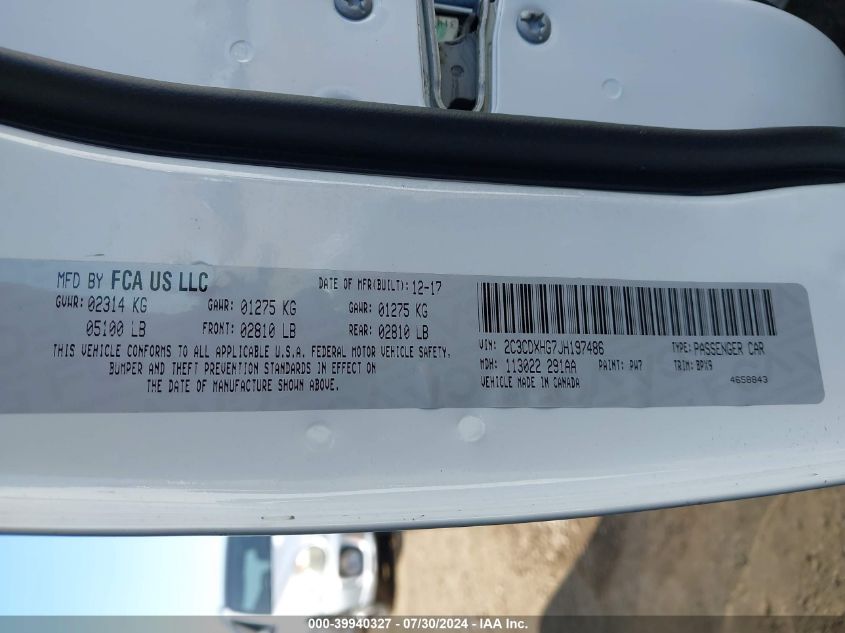 MFD BY FCA US LLC
DATE OF MFR(BUILT): 12-17
GVWR: 02314 KG GAWR: 01275 KG GAWR: 01275 KG
05100 LB FRONT: 02810 LB REAR: 02810 LB
THIS VEHICLE CONFORMS TO ALL APPLICABLE U.S.A. FEDERAL MOTOR VEHICLE SAFETY,
BUMPER AND THEFT PREVENTION STANDARDS IN EFFECT ON
THE DATE OF MANUFACTURE SHOWN ABOVE.
VIN: 2C3CDXHG7JH197486 TYPE: PASSENGER CAR
MDH: 113022 291AA PAINT: PW7 TRIM: BPX9
VEHICLE MADE IN CANADA
4658843
000-39940327 / 07/30/2024 - IAA Inc.